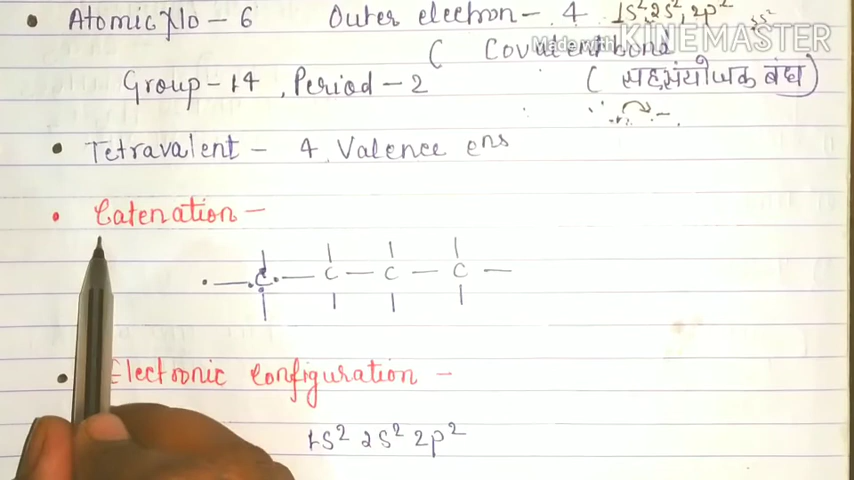 • Atomic No – 6 Outer electron – 4 1s², 2s², 2p²
Made with
KINEMASTER
( Covalent bond
Group – 14, Period – 2 ( सहसंयोजक बंध )
• Tetravalent – 4 Valence ens
• Catenation –
— C — C — C — C —
• Electronic configuration –
1s² 2s² 2p²